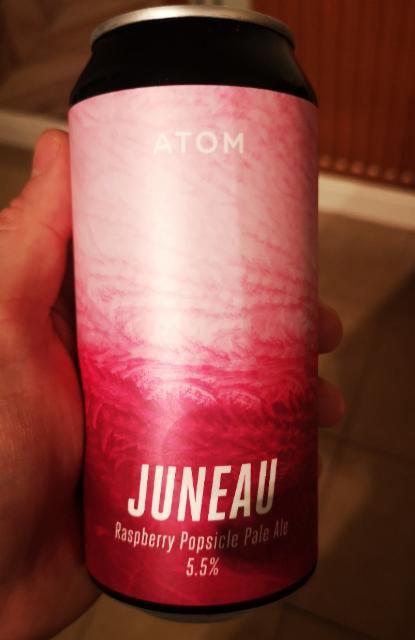 ATOM
JUNEAU
Raspberry Popsicle Pale Ale
5.5%